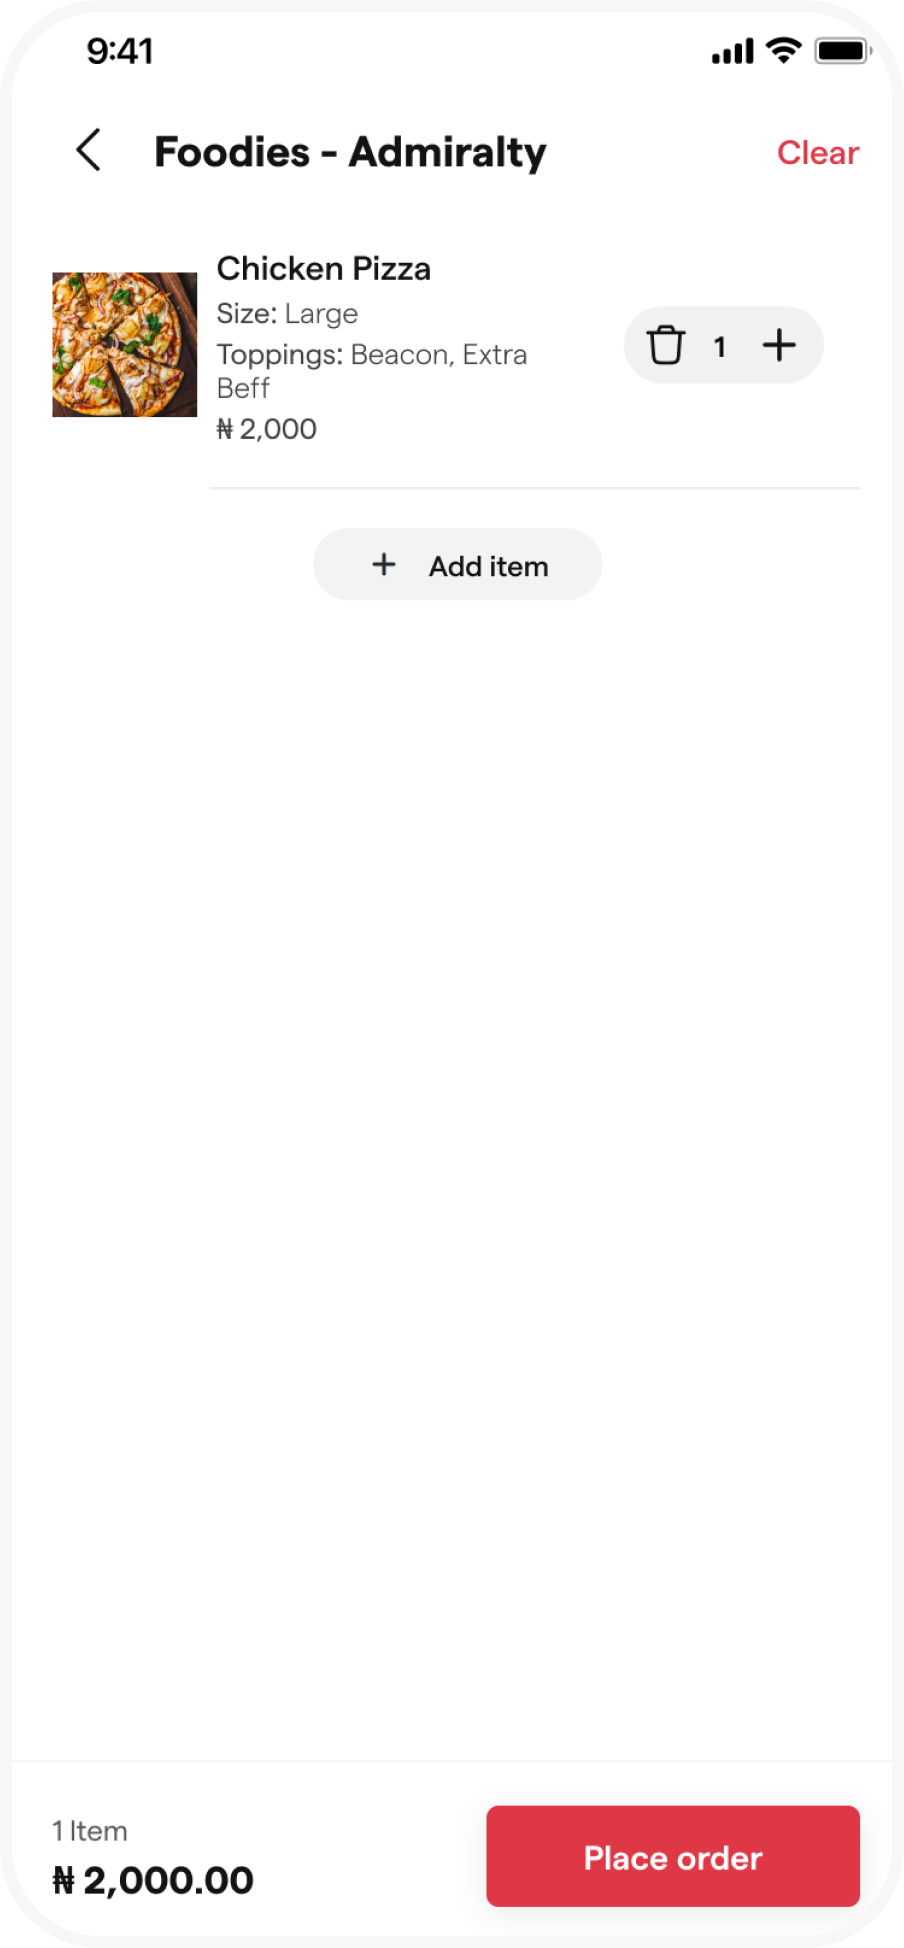 9:41
Foodies - Admiralty
Clear
Chicken Pizza
Size: Large
Toppings: Beacon, Extra
Beff
₦ 2,000
1
Add item
1 Item
₦ 2,000.00
Place order